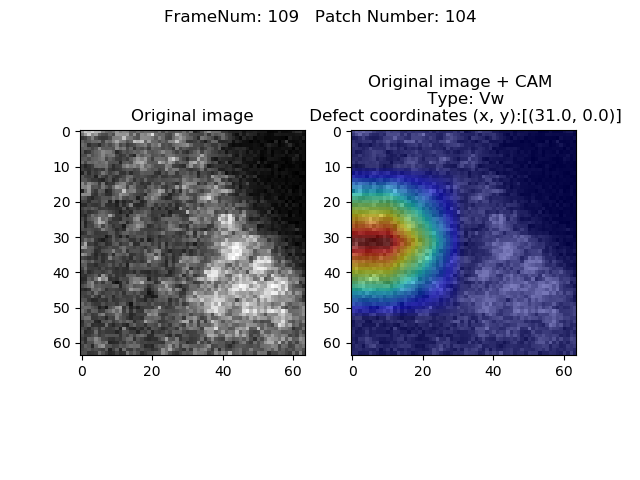 FrameNum: 109   Patch Number: 104
Original image
Original image + CAM
Type: Vw
Defect coordinates (x, y):[(31.0, 0.0)]
0
10
20
30
40
50
60
0 20 40 60
0
10
20
30
40
50
60
0 20 40 60